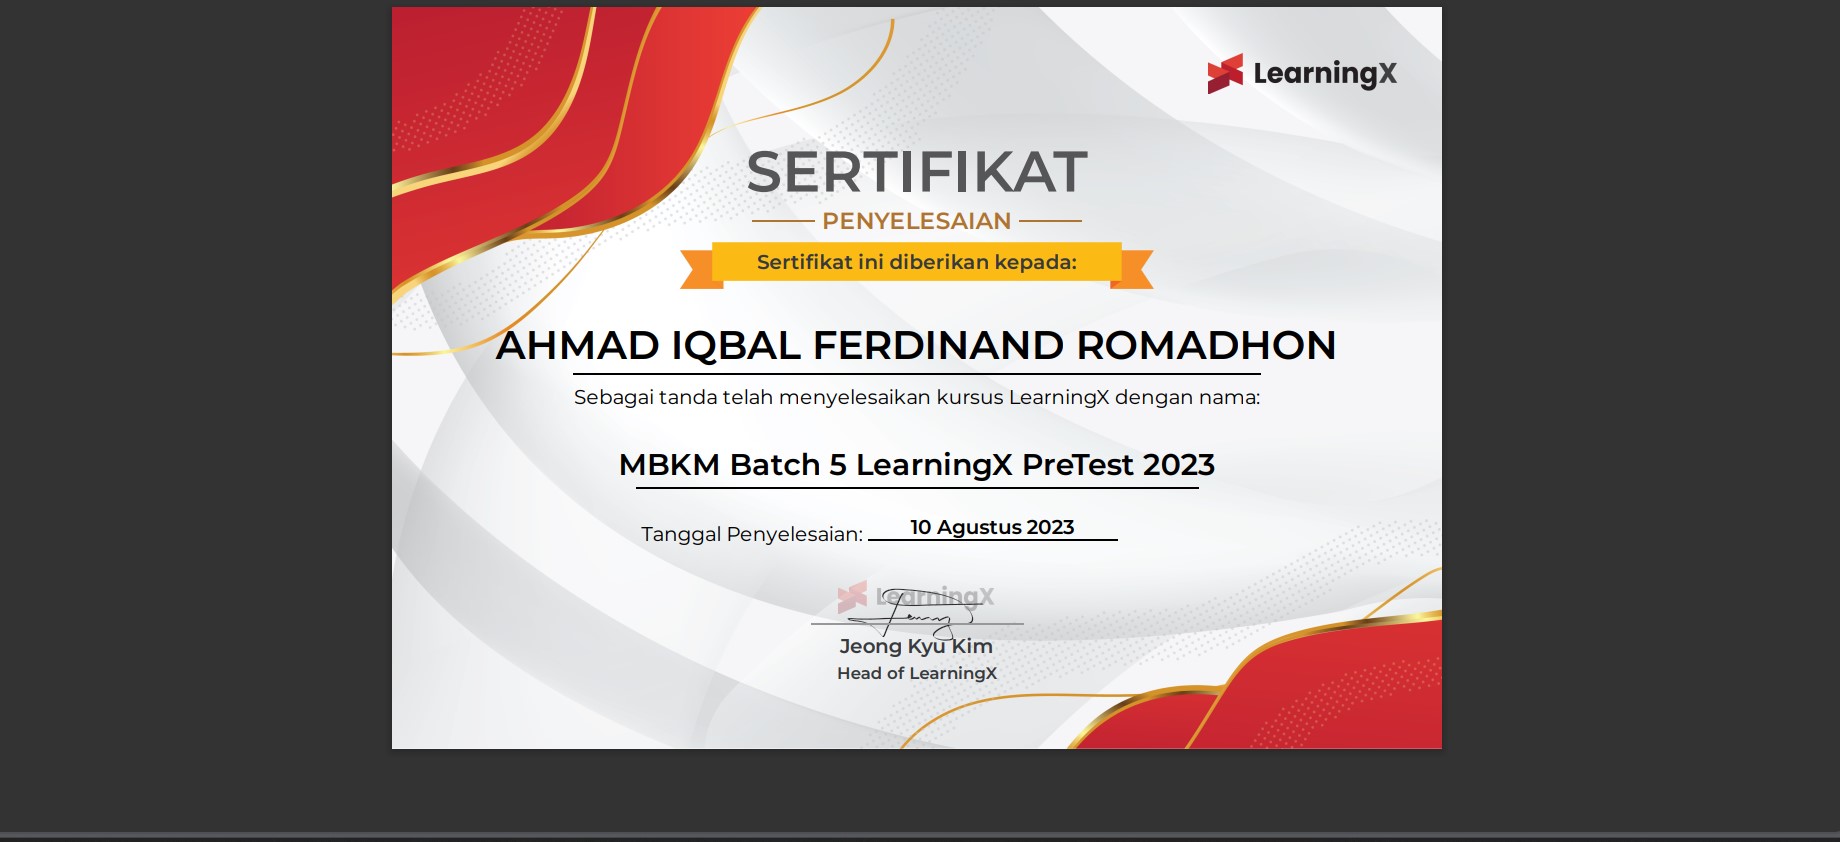 LearningX
SERTIFIKAT
PENYELESAIAN
Sertifikat ini diberikan kepada:
AHMAD IQBAL FERDINAND ROMADHON
Sebagai tanda telah menyelesaikan kursus LearningX dengan nama:
MBKM Batch 5 LearningX PreTest 2023
Tanggal Penyelesaian: 10 Agustus 2023
LearningX
Jeong Kyu Kim
Head of LearningX